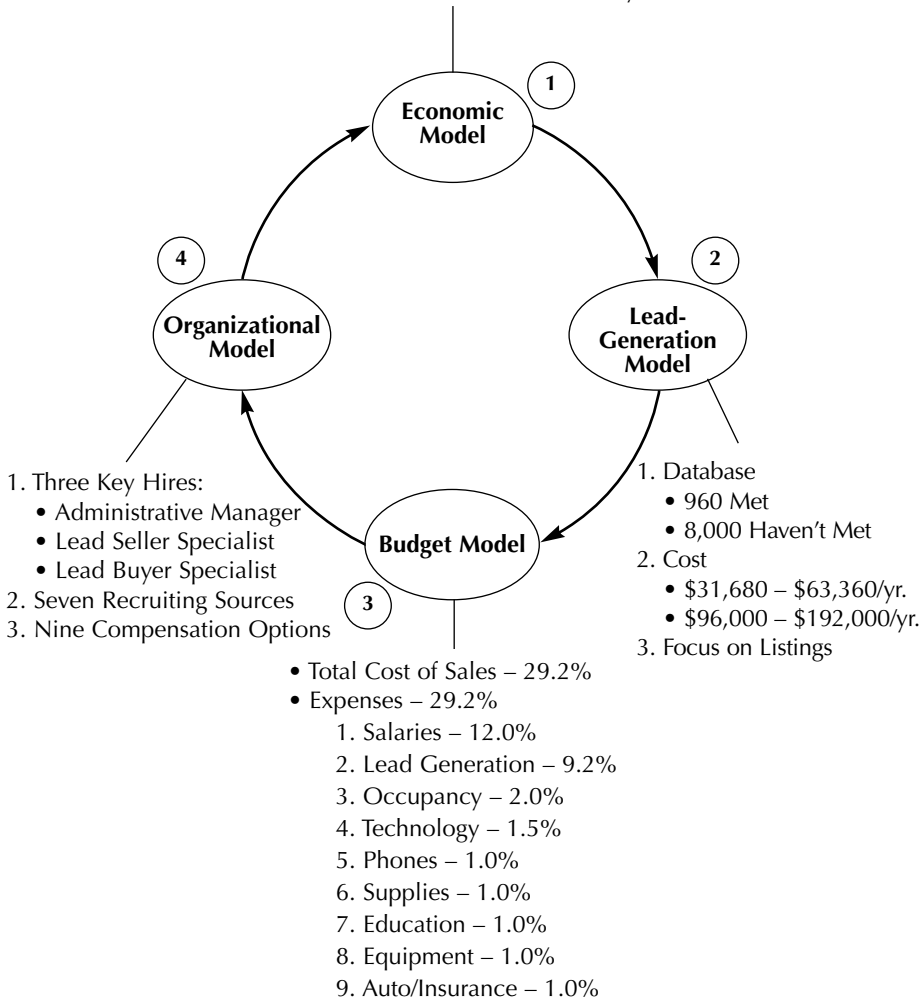 1
Economic
Model
2
Lead-
Generation
Model
4
Organizational
Model
3
Budget Model
1. Three Key Hires:
• Administrative Manager
• Lead Seller Specialist
• Lead Buyer Specialist
2. Seven Recruiting Sources
3. Nine Compensation Options
1. Database
• 960 Met
• 8,000 Haven't Met
2. Cost
• $31,680 – $63,360/yr.
• $96,000 – $192,000/yr.
3. Focus on Listings
• Total Cost of Sales – 29.2%
• Expenses – 29.2%
1. Salaries – 12.0%
2. Lead Generation – 9.2%
3. Occupancy – 2.0%
4. Technology – 1.5%
5. Phones – 1.0%
6. Supplies – 1.0%
7. Education – 1.0%
8. Equipment – 1.0%
9. Auto/Insurance – 1.0%